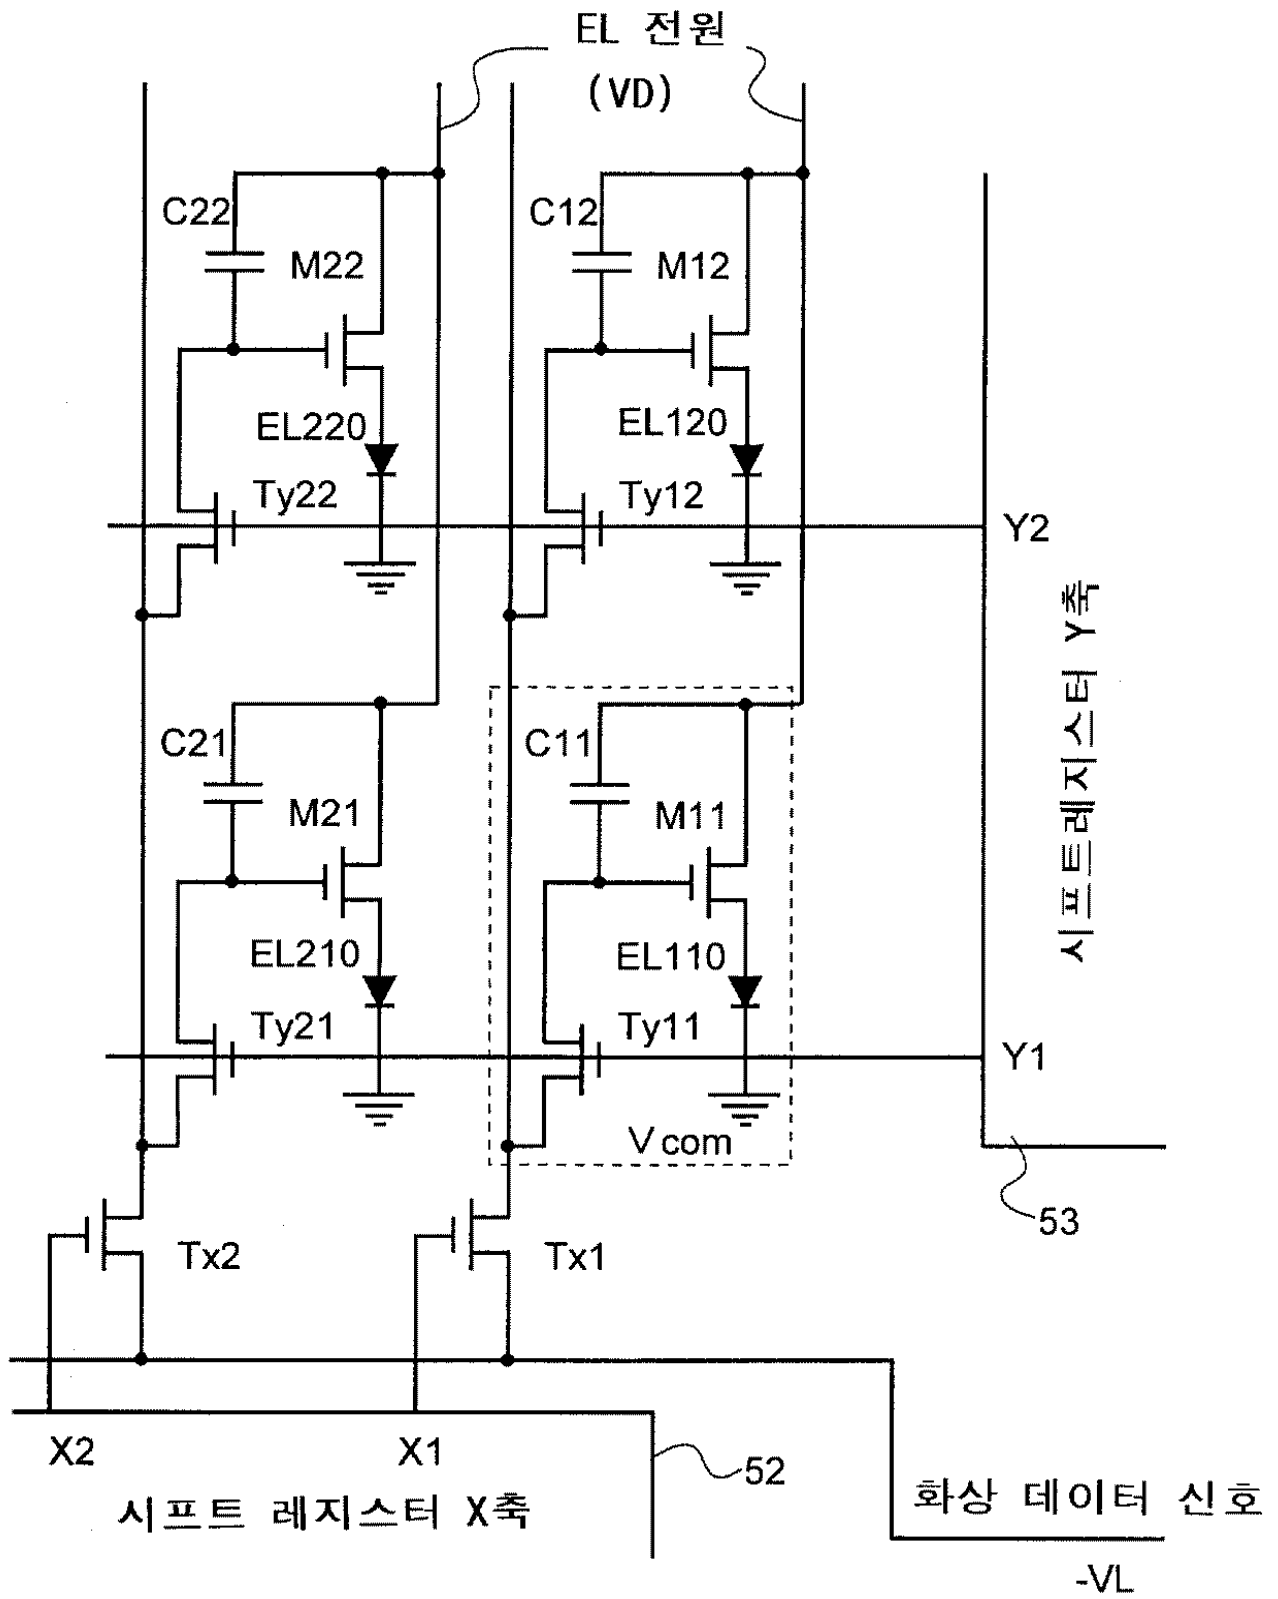 EL 전원
(VD)
C22
C12
M22
M12
EL220
EL120
Ty22
Ty12
Y2
시프트레지스터 Y축
C21
C11
M21
M11
EL210
EL110
Ty21
Ty11
Y1
Vcom
53
Tx2
Tx1
X2
X1
52
시프트 레지스터 X축
화상 데이터 신호
-VL